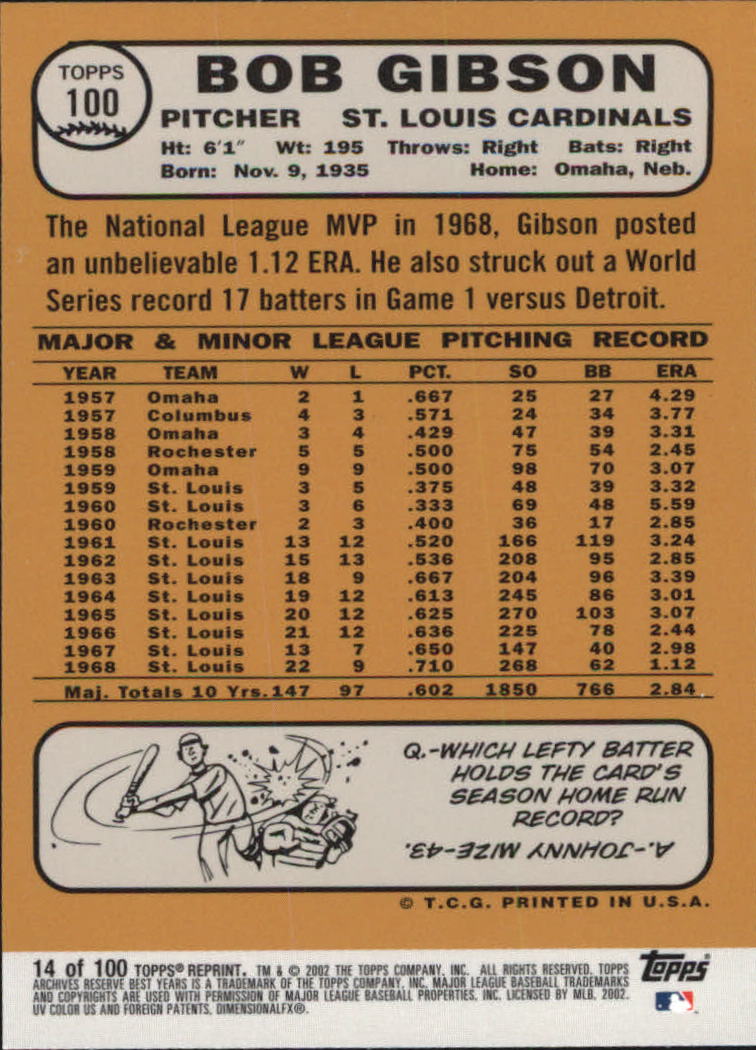 TOPPS
100
BOB GIBSON
PITCHER ST. LOUIS CARDINALS
Ht: 6'1" Wt: 195 Throws: Right Bats: Right
Born: Nov. 9, 1935 Home: Omaha, Neb.
The National League MVP in 1968, Gibson posted
an unbelievable 1.12 ERA. He also struck out a World
Series record 17 batters in Game 1 versus Detroit.
MAJOR & MINOR LEAGUE PITCHING RECORD
YEAR TEAM W L PCT. SO BB ERA
1957 Omaha 2 1 .667 25 27 4.29
1957 Columbus 4 3 .571 24 34 3.77
1958 Omaha 3 4 .429 47 39 3.31
1958 Rochester 5 5 .500 75 54 2.45
1959 Omaha 9 9 .500 98 70 3.07
1959 St. Louis 3 5 .375 48 39 3.32
1960 St. Louis 3 6 .333 69 48 5.59
1960 Rochester 2 3 .400 36 17 2.85
1961 St. Louis 13 12 .520 166 119 3.24
1962 St. Louis 15 13 .536 208 95 2.85
1963 St. Louis 18 9 .667 204 96 3.39
1964 St. Louis 19 12 .613 245 86 3.01
1965 St. Louis 20 12 .625 270 103 3.07
1966 St. Louis 21 12 .636 225 78 2.44
1967 St. Louis 13 7 .650 147 40 2.98
1968 St. Louis 22 9 .710 268 62 1.12
Maj. Totals 10 Yrs. 147 97 .602 1850 766 2.84
Q.-WHICH LEFTY BATTER
HOLDS THE CARD'S
SEASON HOME RUN
RECORD?
A.-JOHNNY MIZE-43.
© T.C.G. PRINTED IN U.S.A.
14 of 100 TOPPS® REPRINT. TM & © 2002 THE TOPPS COMPANY, INC. ALL RIGHTS RESERVED. TOPPS
ARCHIVES RESERVE BEST YEARS IS A TRADEMARK OF THE TOPPS COMPANY, INC. MAJOR LEAGUE BASEBALL TRADEMARKS
AND COPYRIGHTS ARE USED WITH PERMISSION OF MAJOR LEAGUE BASEBALL PROPERTIES, INC. LICENSED BY MLB. 2002.
UV COLOR US AND FOREIGN PATENTS, DIMENSIONALFX®.
Topps